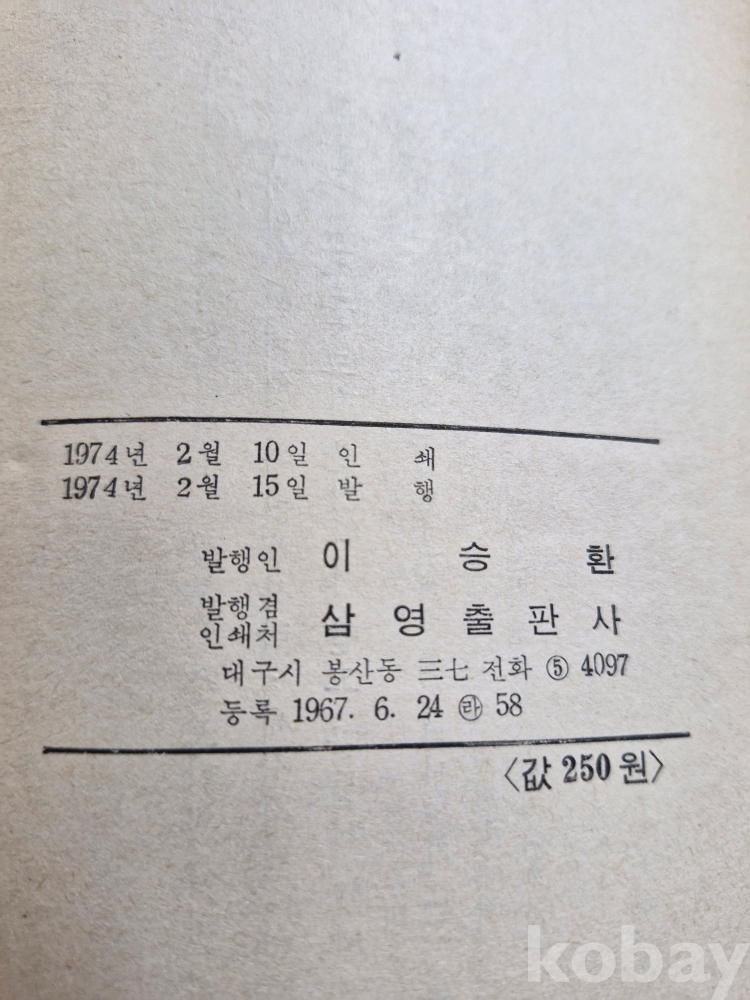 1974년 2월 10일 인 쇄
1974년 2월 15일 발 행
발행인 이 승 환
발행겸
인쇄처 삼 영 출 판 사
대구시 봉산동 三七 전화 ⑤ 4097
등록 1967. 6. 24 ㉣ 58
〈값 250원〉
kobay